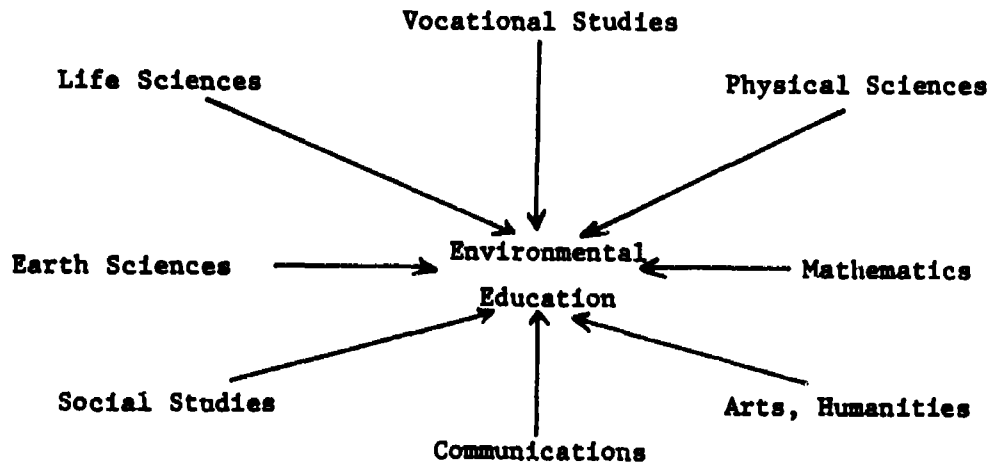 Vocational Studies
Life Sciences
Physical Sciences
Environmental
Earth Sciences
Mathematics
Education
Social Studies
Arts, Humanities
Communications